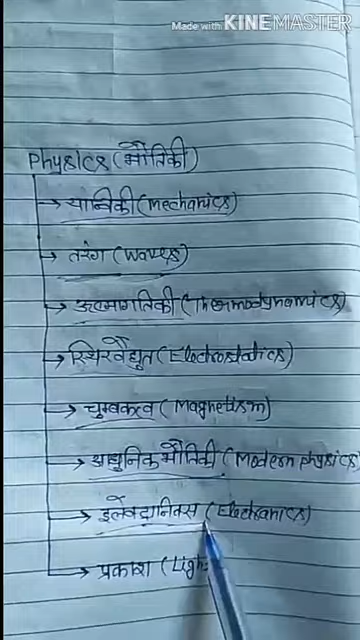 Made with KINEMASTER
Physics (भौतिकी)
यान्त्रिकी (mechanics)
तरंग (waves)
ऊष्मागतिकी (Thermodynamics)
स्थिरवैद्युत (Electrostatics)
चुम्बकत्व (Magnetism)
आधुनिक भौतिकी (Modern physics
इलेक्ट्रानिक्स (Electronics)
प्रकाश (Ligh